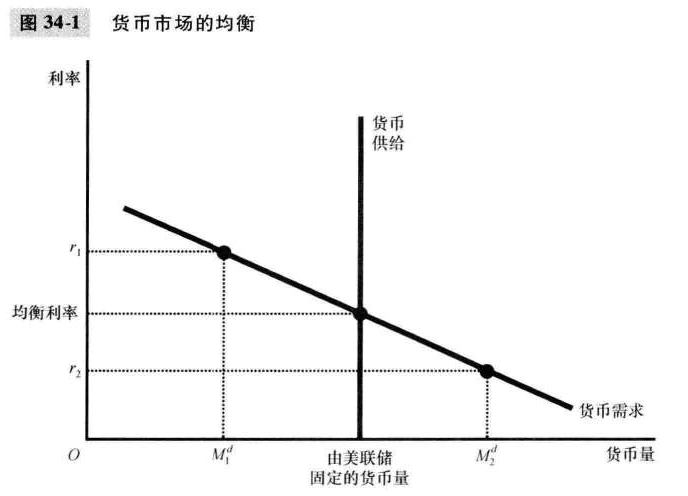 图 34-1 货币市场的均衡
利率
货币
供给
r₁
均衡利率
r₂
货币需求
O
M₁ᵈ
由美联储
固定的货币量
M₂ᵈ
货币量